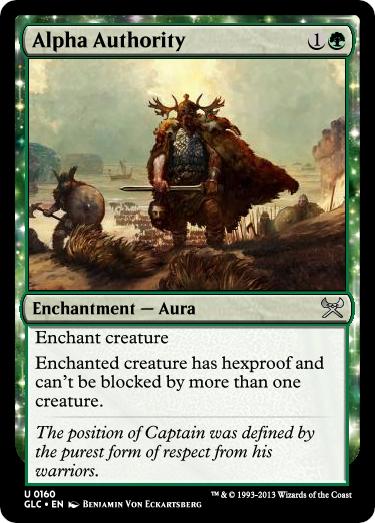 Alpha Authority 1
Enchantment — Aura
Enchant creature
Enchanted creature has hexproof and
can't be blocked by more than one
creature.
The position of Captain was defined by
the purest form of respect from his
warriors.
U 0160
GLC • EN Benjamin Von Eckartsberg
™ & © 1993-2013 Wizards of the Coast